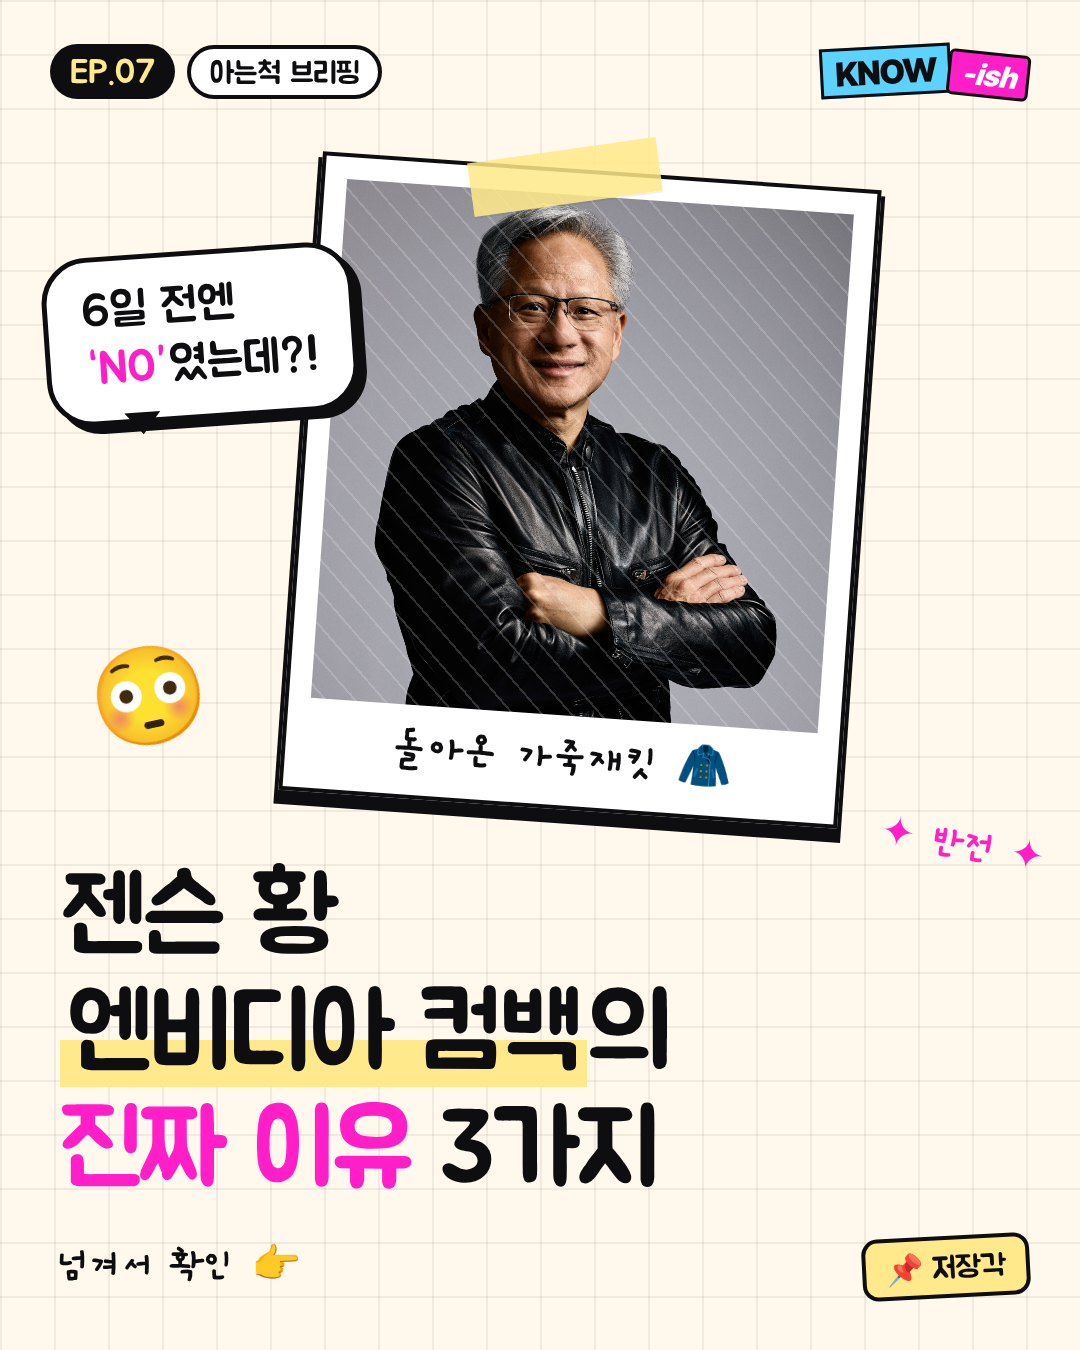 EP.07
아는척 브리핑
KNOW
-ish
6일 전엔
'NO'였는데?!
돌아온 가죽재킷
✦ 반전 ✦
젠슨 황
엔비디아 컴백의
진짜 이유 3가지
넘겨서 확인 👉
📌 저장각